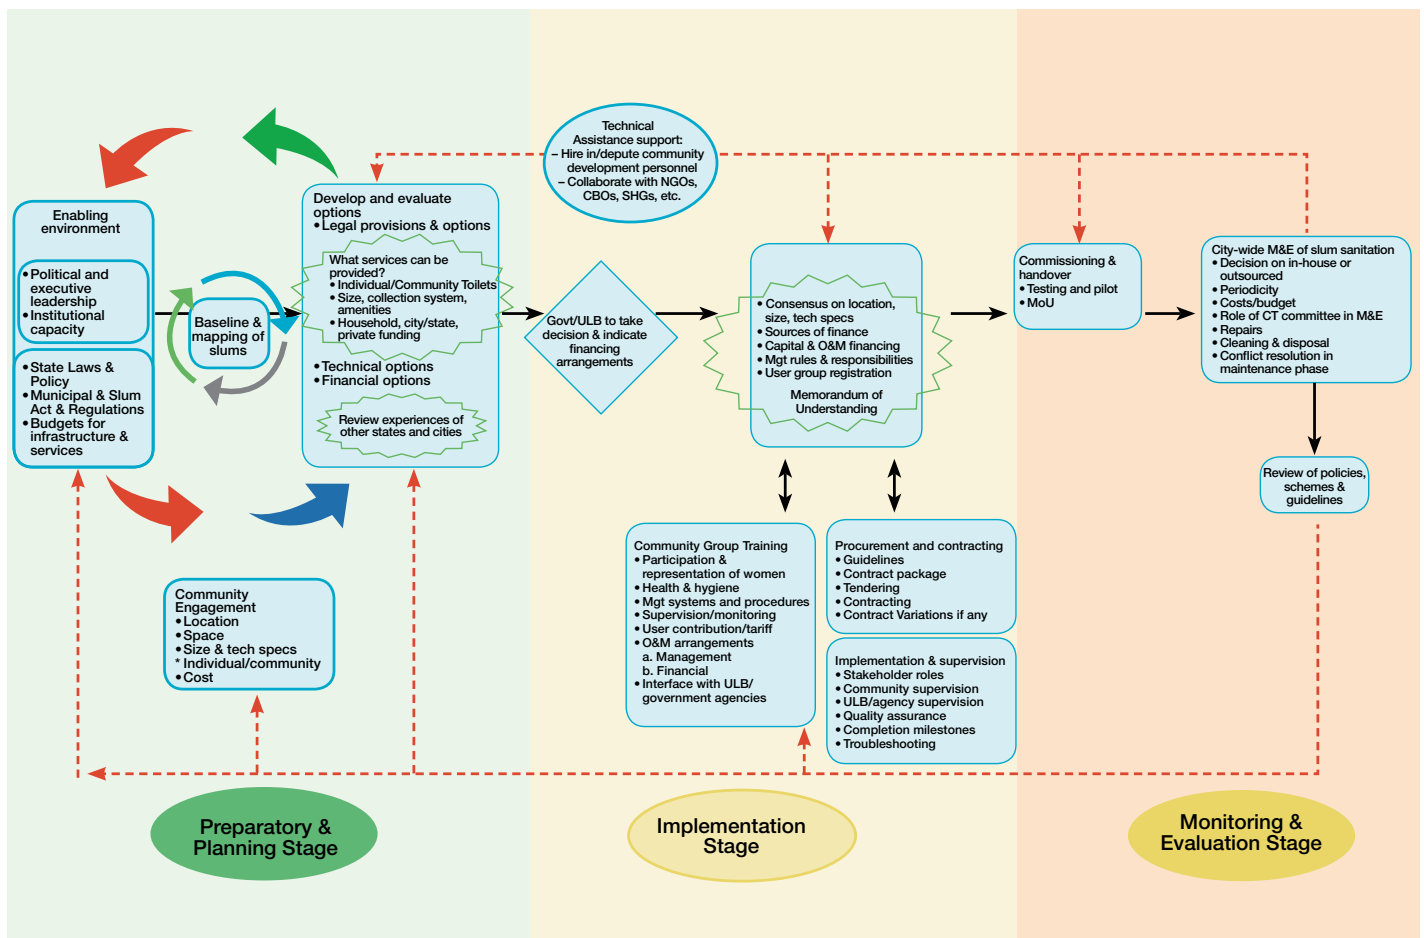 Technical
Assistance support:
– Hire in/depute community
development personnel
– Collaborate with NGOs,
CBOs, SHGs, etc.
Enabling
environment
• Political and
executive
leadership
• Institutional
capacity
• State Laws &
Policy
• Municipal & Slum
Act & Regulations
• Budgets for
infrastructure &
services
Baseline &
mapping of
slums
Develop and evaluate
options
• Legal provisions & options
What services can be
provided?
• Individual/Community Toilets
• Size, collection system,
amenities
• Household, city/state,
private funding
• Technical options
• Financial options
Review experiences of
other states and cities
Govt/ULB to take
decision & indicate
financing
arrangements
• Consensus on location,
size, tech specs
• Sources of finance
• Capital & O&M financing
• Mgt rules & responsibilities
• User group registration
Memorandum of
Understanding
Commissioning &
handover
• Testing and pilot
• MoU
City-wide M&E of slum sanitation
• Decision on in-house or
outsourced
• Periodicity
• Costs/budget
• Role of CT committee in M&E
• Repairs
• Cleaning & disposal
• Conflict resolution in
maintenance phase
Review of policies,
schemes &
guidelines
Community
Engagement
• Location
• Space
• Size & tech specs
* Individual/community
• Cost
Community Group Training
• Participation &
representation of women
• Health & hygiene
• Mgt systems and procedures
• Supervision/monitoring
• User contribution/tariff
• O&M arrangements
a. Management
b. Financial
• Interface with ULB/
government agencies
Procurement and contracting
• Guidelines
• Contract package
• Tendering
• Contracting
• Contract Variations if any
Implementation & supervision
• Stakeholder roles
• Community supervision
• ULB/agency supervision
• Quality assurance
• Completion milestones
• Troubleshooting
Preparatory &
Planning Stage
Implementation
Stage
Monitoring &
Evaluation Stage